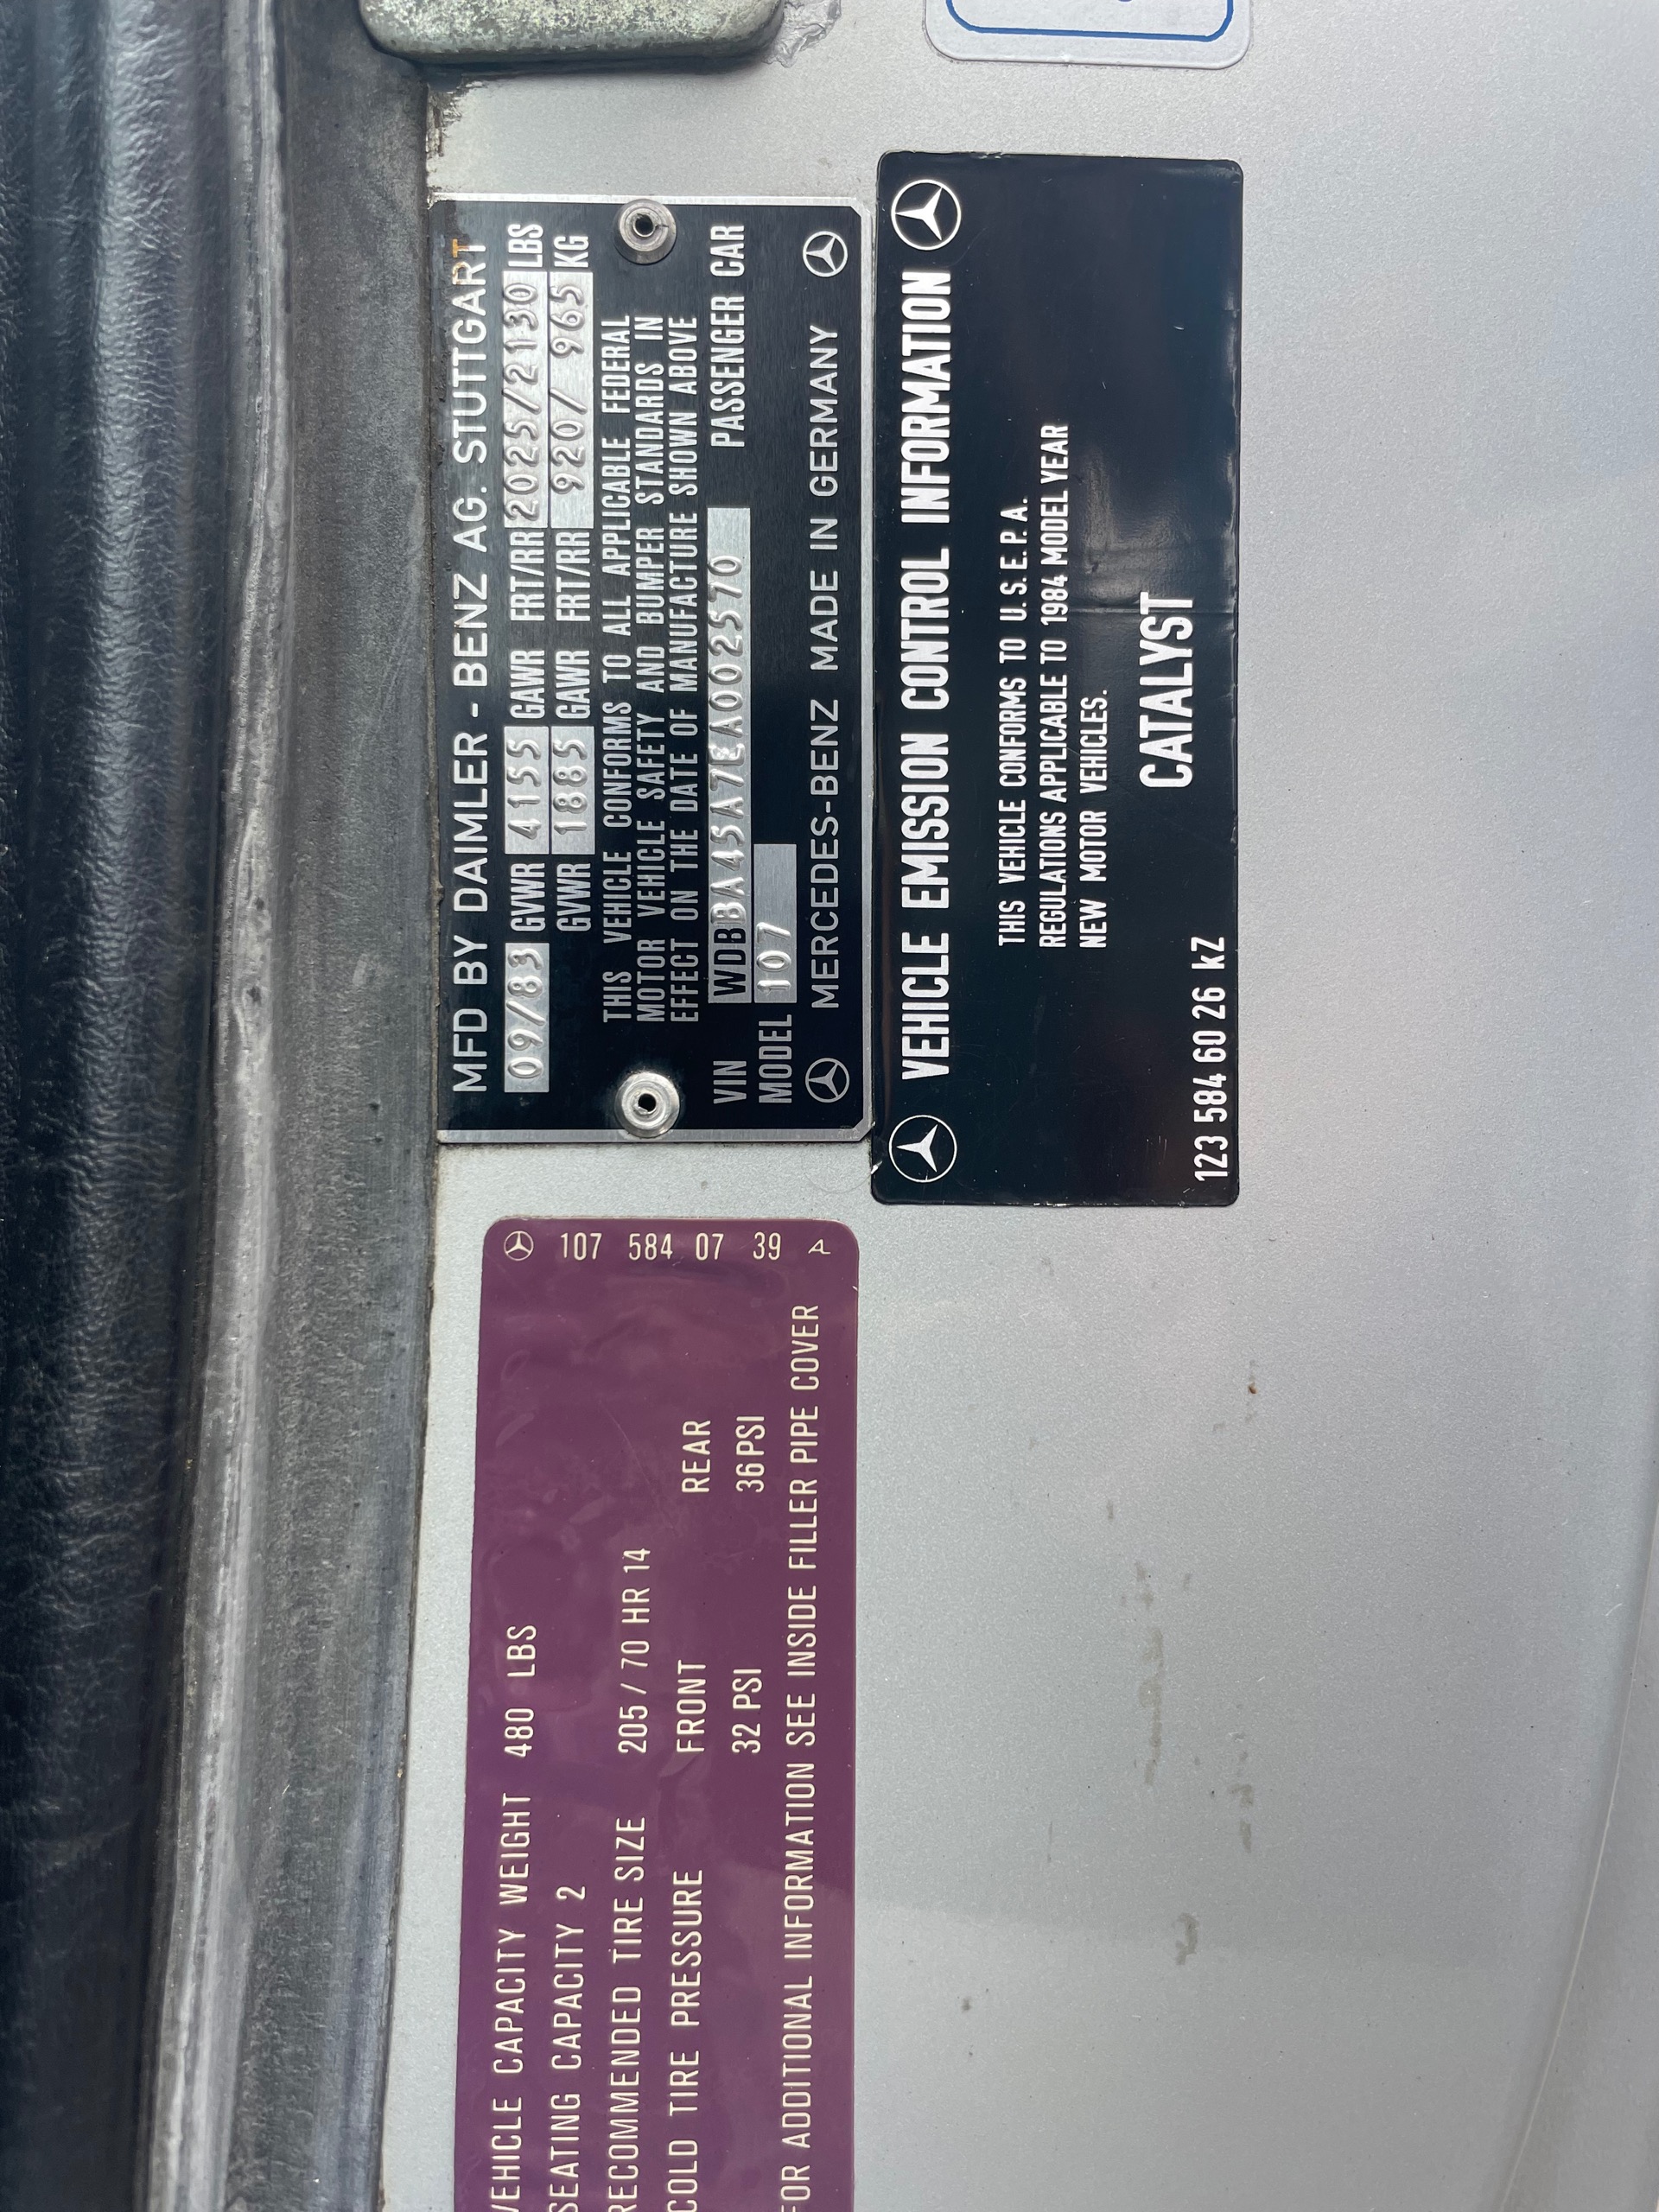 MFD BY DAIMLER - BENZ AG. STUTTGART
09/83 GVWR 4155 GAWR FRT/RR 2025/2130 LBS
GVWR 1885 GAWR FRT/RR 920/ 965 KG
THIS VEHICLE CONFORMS TO ALL APPLICABLE FEDERAL
MOTOR VEHICLE SAFETY AND BUMPER STANDARDS IN
EFFECT ON THE DATE OF MANUFACTURE SHOWN ABOVE
VIN WDBBA45A7EA002570 PASSENGER CAR
MODEL 107
MERCEDES-BENZ MADE IN GERMANY
VEHICLE EMISSION CONTROL INFORMATION
THIS VEHICLE CONFORMS TO U.S.E.P.A.
REGULATIONS APPLICABLE TO 1984 MODEL YEAR
NEW MOTOR VEHICLES.
CATALYST
123 584 60 26 kZ
107 584 07 39 A
VEHICLE CAPACITY WEIGHT 480 LBS
SEATING CAPACITY 2
RECOMMENDED TIRE SIZE 205/70 HR 14
COLD TIRE PRESSURE FRONT REAR
32 PSI 36PSI
FOR ADDITIONAL INFORMATION SEE INSIDE FILLER PIPE COVER